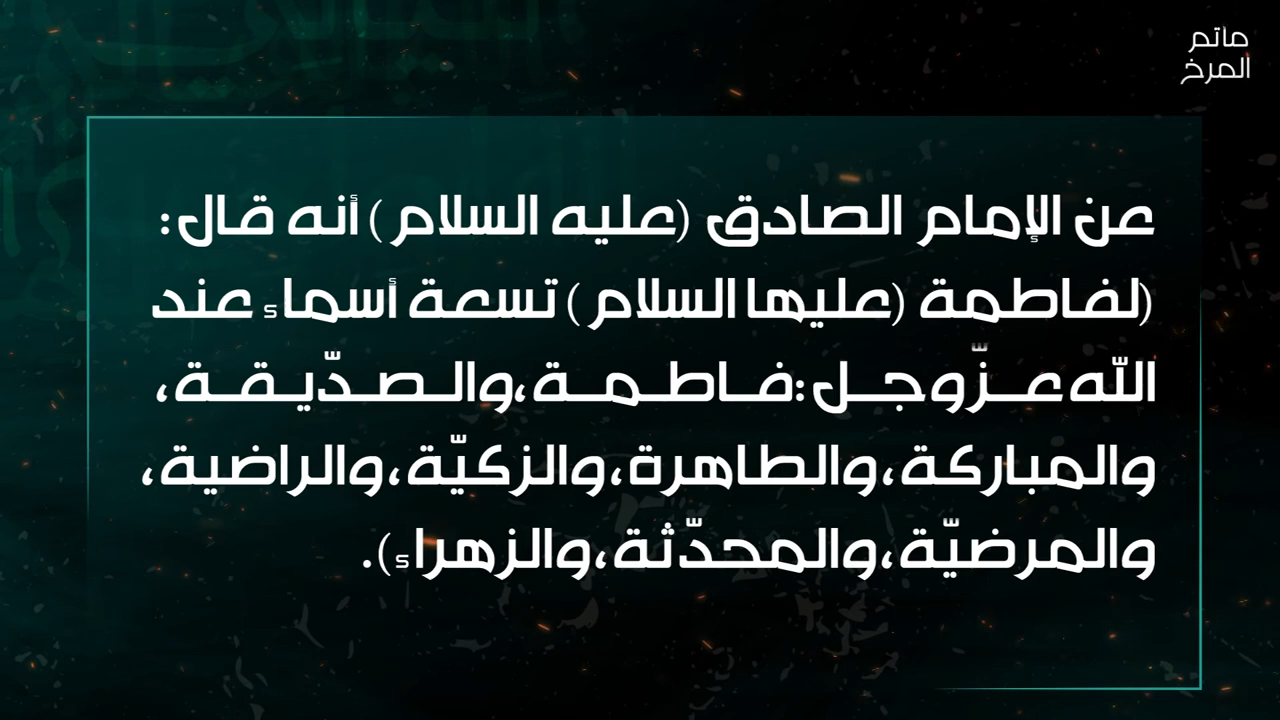 ماتم
المرخ
عن الإمام الصادق (عليه السلام) أنه قال:
(لفاطمة (عليها السلام) تسعة أسماء عند
الله عزّ وجل: فاطمة، والصدّيقة،
والمباركة، والطاهرة، والزكيّة، والراضية،
والمرضيّة، والمحدّثة، والزهراء).